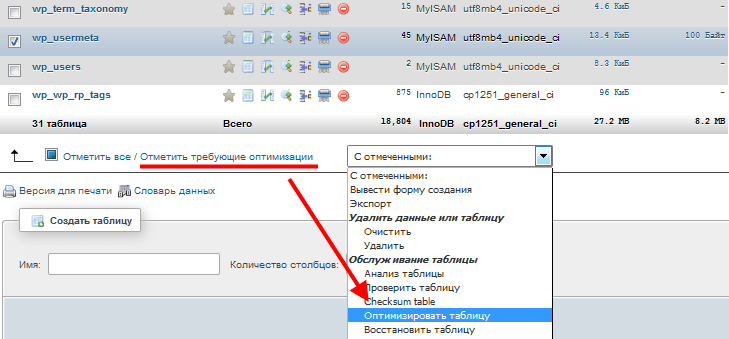 wp_term_taxonomy 15 MyISAM utf8mb4_unicode_ci 4.6 КиБ -
wp_usermeta 45 MyISAM utf8mb4_unicode_ci 13.4 КиБ 100 Байт
wp_users 2 MyISAM utf8mb4_unicode_ci 8.3 КиБ -
wp_wp_rp_tags 875 InnoDB cp1251_general_ci 96 КиБ -
31 таблица Всего 18,804 InnoDB cp1251_general_ci 27.2 MB 8.2 MB
Отметить все / Отметить требующие оптимизации С отмеченными:
С отмеченными:
Вывести форму создания
Экспорт
Удалить данные или таблицу
Очистить
Удалить
Обслуживание таблицы
Анализ таблицы
Проверить таблицу
Checksum table
Оптимизировать таблицу
Восстановить таблицу
Версия для печати Словарь данных
Создать таблицу
Имя: Количество столбцов: